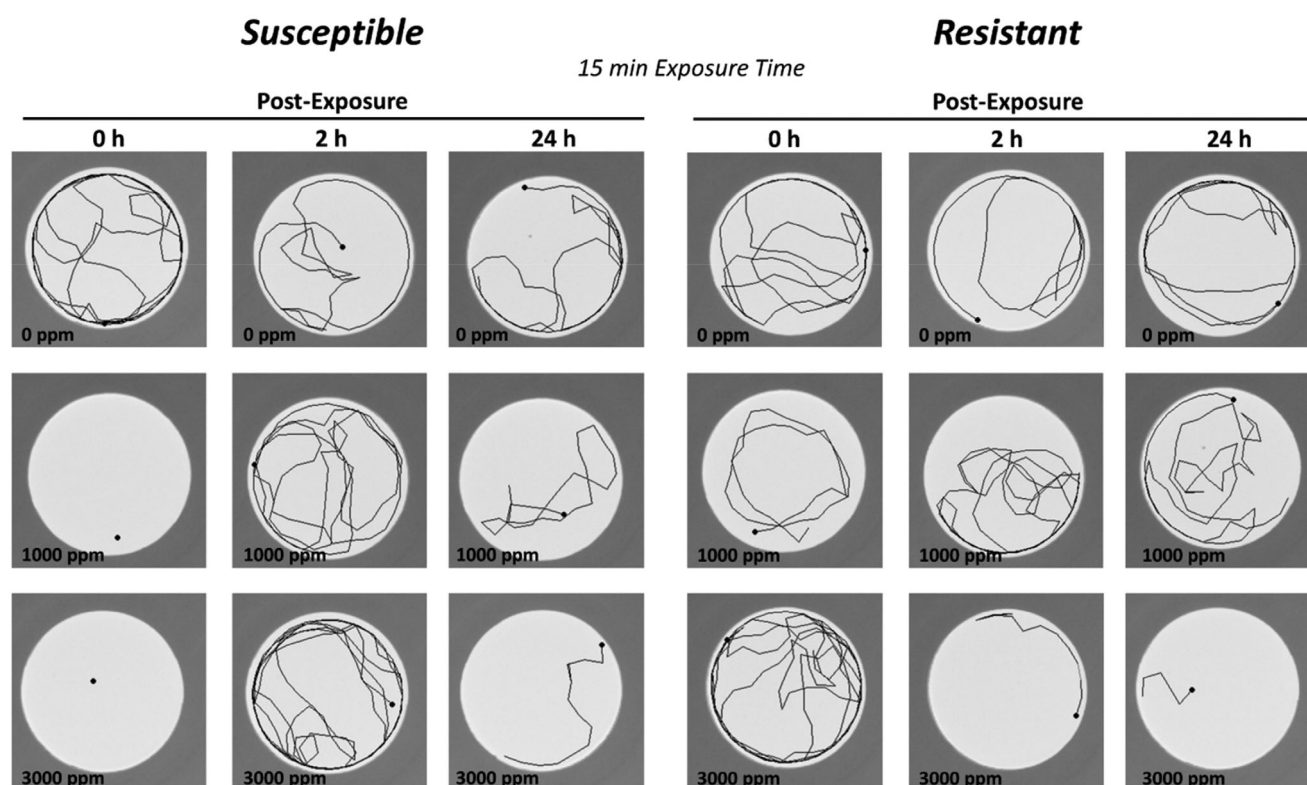 Susceptible Resistant
15 min Exposure Time
Post-Exposure Post-Exposure
0 h 2 h 24 h 0 h 2 h 24 h
0 ppm 0 ppm 0 ppm 0 ppm 0 ppm 0 ppm
1000 ppm 1000 ppm 1000 ppm 1000 ppm 1000 ppm 1000 ppm
3000 ppm 3000 ppm 3000 ppm 3000 ppm 3000 ppm 3000 ppm